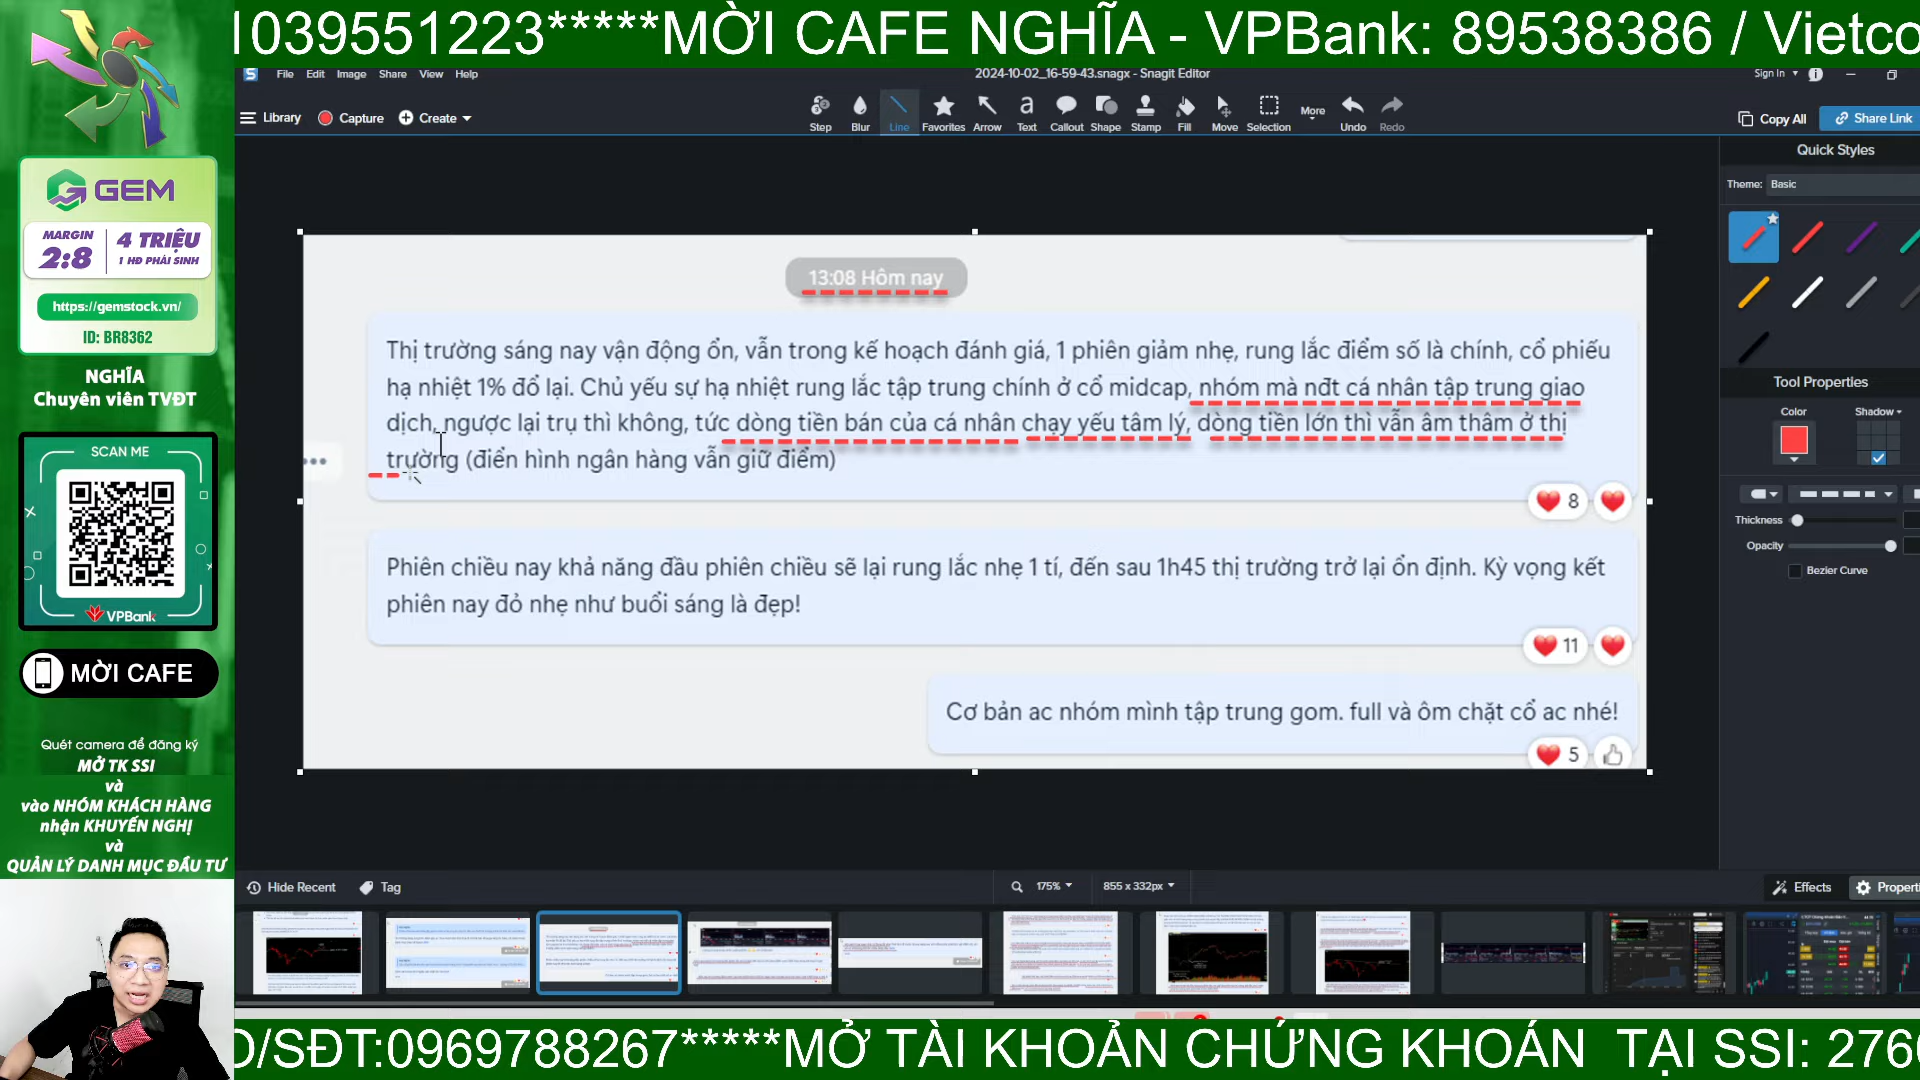 1039551223*****MỜI CAFE NGHĨA - VPBank: 89538386 / Vietco
File Edit Image Share View Help
2024-10-02_16-59-43.snagx - Snagit Editor
Sign In
Library Capture Create
Step Blur Line Favorites Arrow Text Callout Shape Stamp Fill Move Selection More Undo Redo
Copy All Share Link
Quick Styles
Theme: Basic
Tool Properties
Color Shadow
Thickness
Opacity
Bezier Curve
GEM
MARGIN 2:8
4 TRIỆU
1 HĐ PHÁI SINH
https://gemstock.vn/
ID: BR8362
NGHĨA
Chuyên viên TVĐT
SCAN ME
VPBank
MỜI CAFE
Quét camera để đăng ký
MỞ TK SSI
và
vào NHÓM KHÁCH HÀNG
nhận KHUYẾN NGHỊ
và
QUẢN LÝ DANH MỤC ĐẦU TƯ
13:08 Hôm nay
Thị trường sáng nay vận động ổn, vẫn trong kế hoạch đánh giá, 1 phiên giảm nhẹ, rung lắc điểm số là chính, cổ phiếu
hạ nhiệt 1% đổ lại. Chủ yếu sự hạ nhiệt rung lắc tập trung chính ở cổ midcap, nhóm mà nđt cá nhân tập trung giao
dịch, ngược lại trụ thì không, tức dòng tiền bán của cá nhân chạy yếu tâm lý, dòng tiền lớn thì vẫn âm thâm ở thị
trường (điển hình ngân hàng vẫn giữ điểm)
8
Phiên chiều nay khả năng đầu phiên chiều sẽ lại rung lắc nhẹ 1 tí, đến sau 1h45 thị trường trở lại ổn định. Kỳ vọng kết
phiên nay đỏ nhẹ như buổi sáng là đẹp!
11
Cơ bản ac nhóm mình tập trung gom. full và ôm chặt cổ ac nhé!
5
Hide Recent Tag
175% 855 x 332px
Effects Properti
O/SĐT:0969788267*****MỞ TÀI KHOẢN CHỨNG KHOÁN TẠI SSI: 276